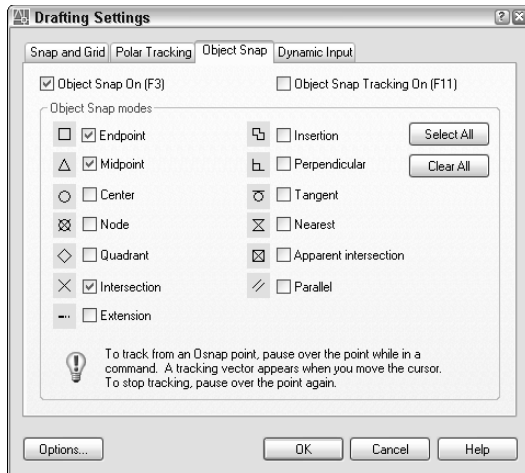 Drafting Settings
Snap and Grid Polar Tracking Object Snap Dynamic Input
Object Snap On (F3) Object Snap Tracking On (F11)
Object Snap modes
Endpoint Insertion Select All
Midpoint Perpendicular Clear All
Center Tangent
Node Nearest
Quadrant Apparent intersection
Intersection Parallel
Extension
To track from an Osnap point, pause over the point while in a
command. A tracking vector appears when you move the cursor.
To stop tracking, pause over the point again.
Options... OK Cancel Help